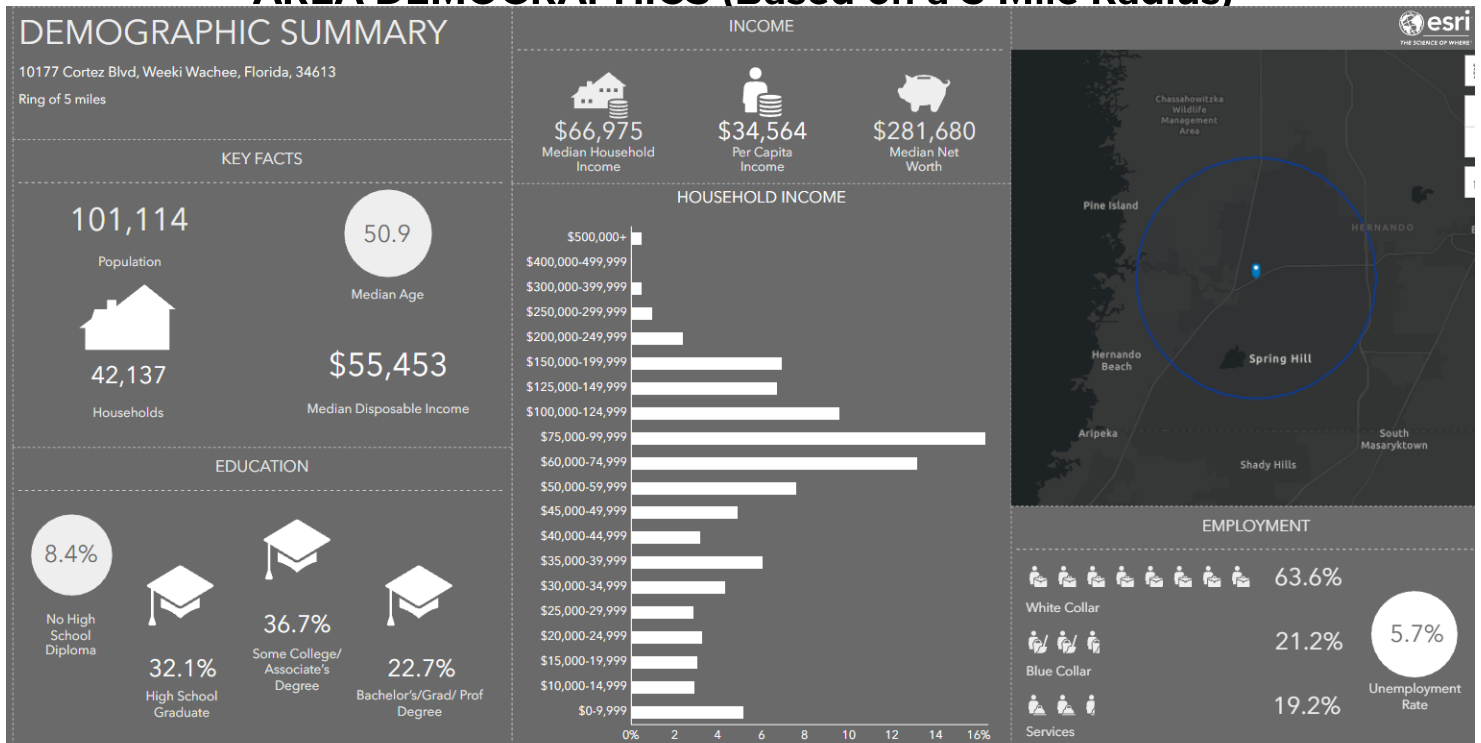 AREA DEMOGRAPHICS (Based on a 5 Mile Radius)
DEMOGRAPHIC SUMMARY
10177 Cortez Blvd, Weeki Wachee, Florida, 34613
Ring of 5 miles
KEY FACTS
101,114
Population
50.9
Median Age
42,137
Households
$55,453
Median Disposable Income
EDUCATION
8.4%
No High
School
Diploma
32.1%
High School
Graduate
36.7%
Some College/
Associate's
Degree
22.7%
Bachelor's/Grad/ Prof
Degree
INCOME
$66,975
Median Household
Income
$34,564
Per Capita
Income
$281,680
Median Net
Worth
HOUSEHOLD INCOME
$500,000+
$400,000-499,999
$300,000-399,999
$250,000-299,999
$200,000-249,999
$150,000-199,999
$125,000-149,999
$100,000-124,999
$75,000-99,999
$60,000-74,999
$50,000-59,999
$45,000-49,999
$40,000-44,999
$35,000-39,999
$30,000-34,999
$25,000-29,999
$20,000-24,999
$15,000-19,999
$10,000-14,999
$0-9,999
0% 2 4 6 8 10 12 14 16%
esri
THE SCIENCE OF WHERE
Chassahowitzka
Wildlife
Management
Area
Pine Island
HERNANDO
Hernando
Beach
Spring Hill
Aripeka
South
Masaryktown
Shady Hills
EMPLOYMENT
63.6%
White Collar
21.2%
Blue Collar
19.2%
Services
5.7%
Unemployment
Rate